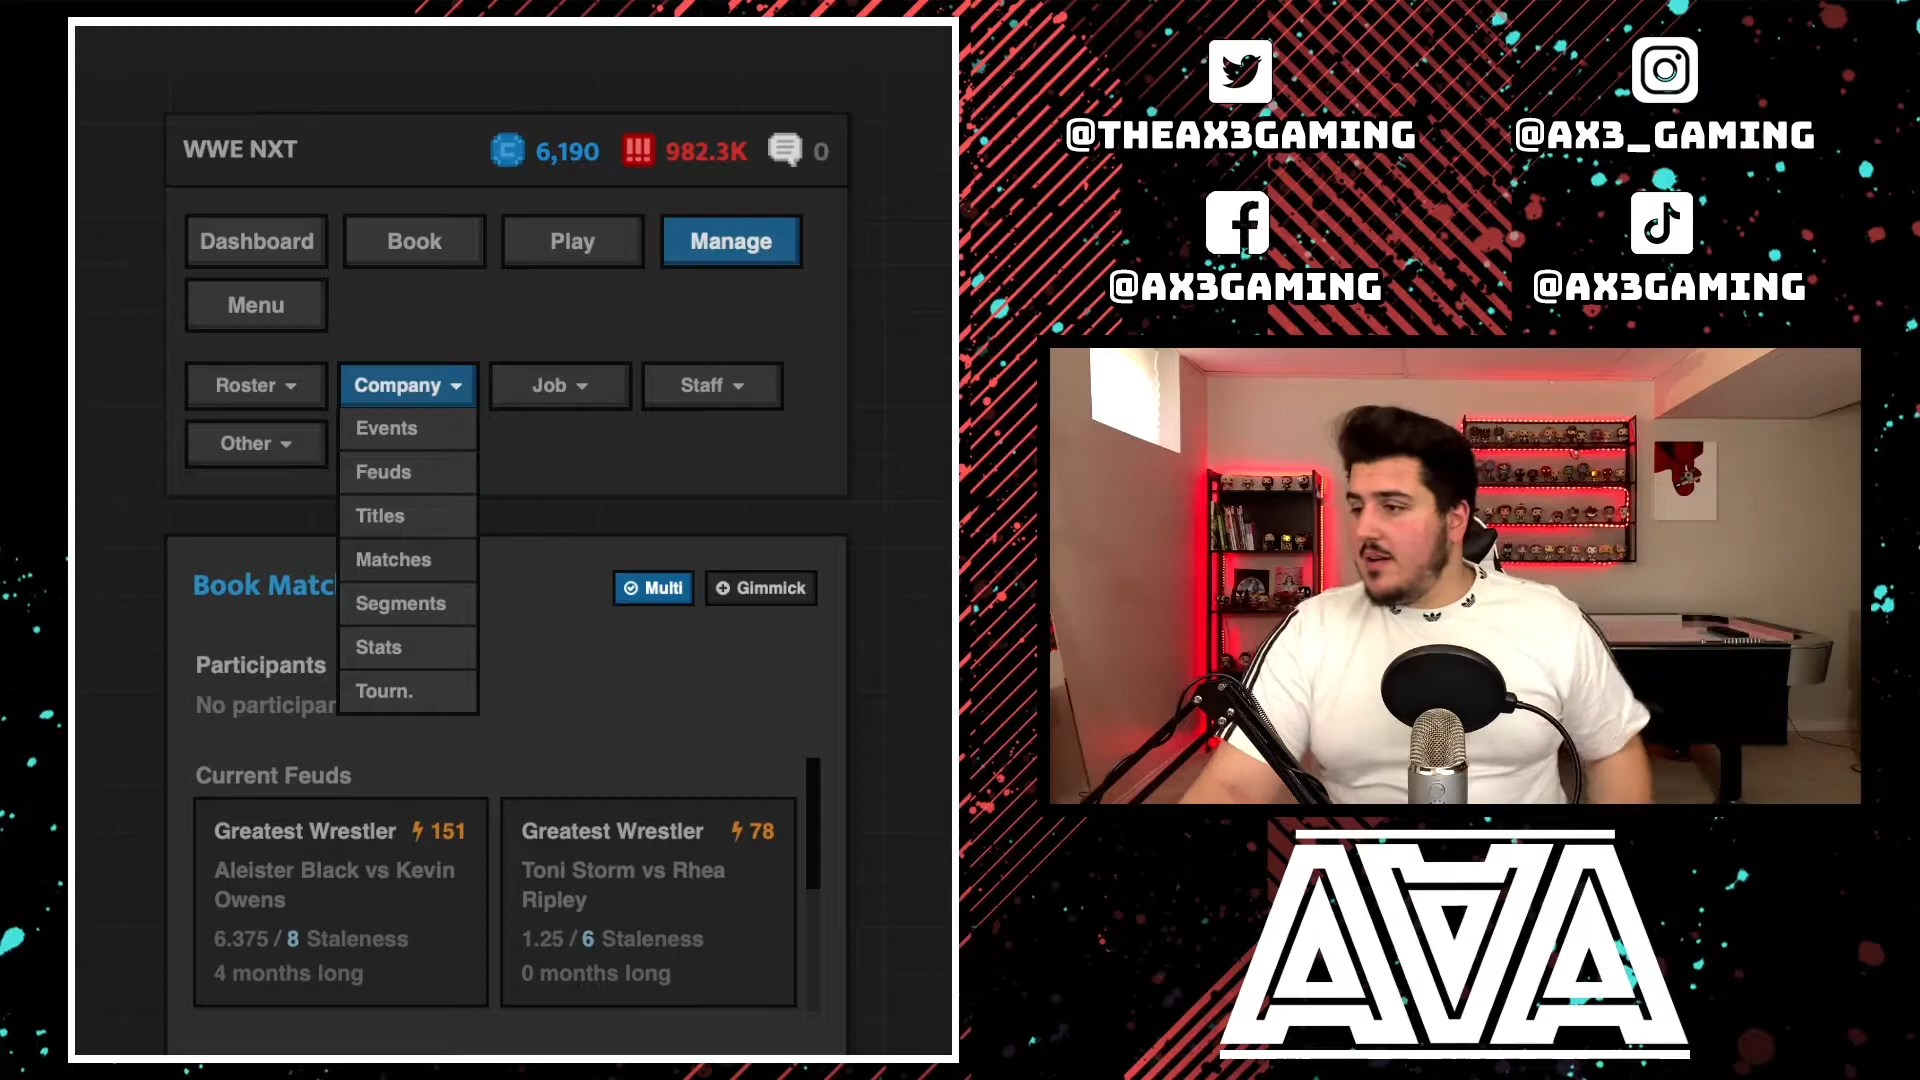 WWE NXT
6,190
982.3K
0
Dashboard
Book
Play
Manage
Menu
Roster
Company
Job
Staff
Other
Events
Feuds
Titles
Matches
Segments
Stats
Tourn.
Book Matc
Multi
Gimmick
Participants
No participan
Current Feuds
Greatest Wrestler 151
Aleister Black vs Kevin
Owens
6.375 / 8 Staleness
4 months long
Greatest Wrestler 78
Toni Storm vs Rhea
Ripley
1.25 / 6 Staleness
0 months long
@THEAX3GAMING
@AX3_GAMING
@AX3GAMING
@AX3GAMING